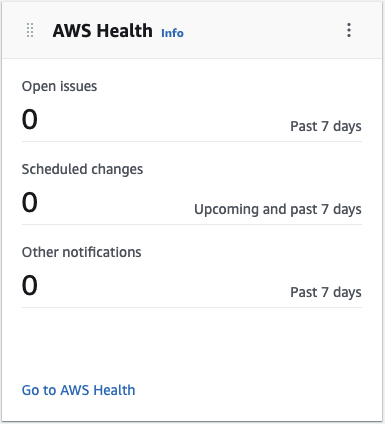 AWS Health Info
Open issues
0 Past 7 days
Scheduled changes
0 Upcoming and past 7 days
Other notifications
0 Past 7 days
Go to AWS Health